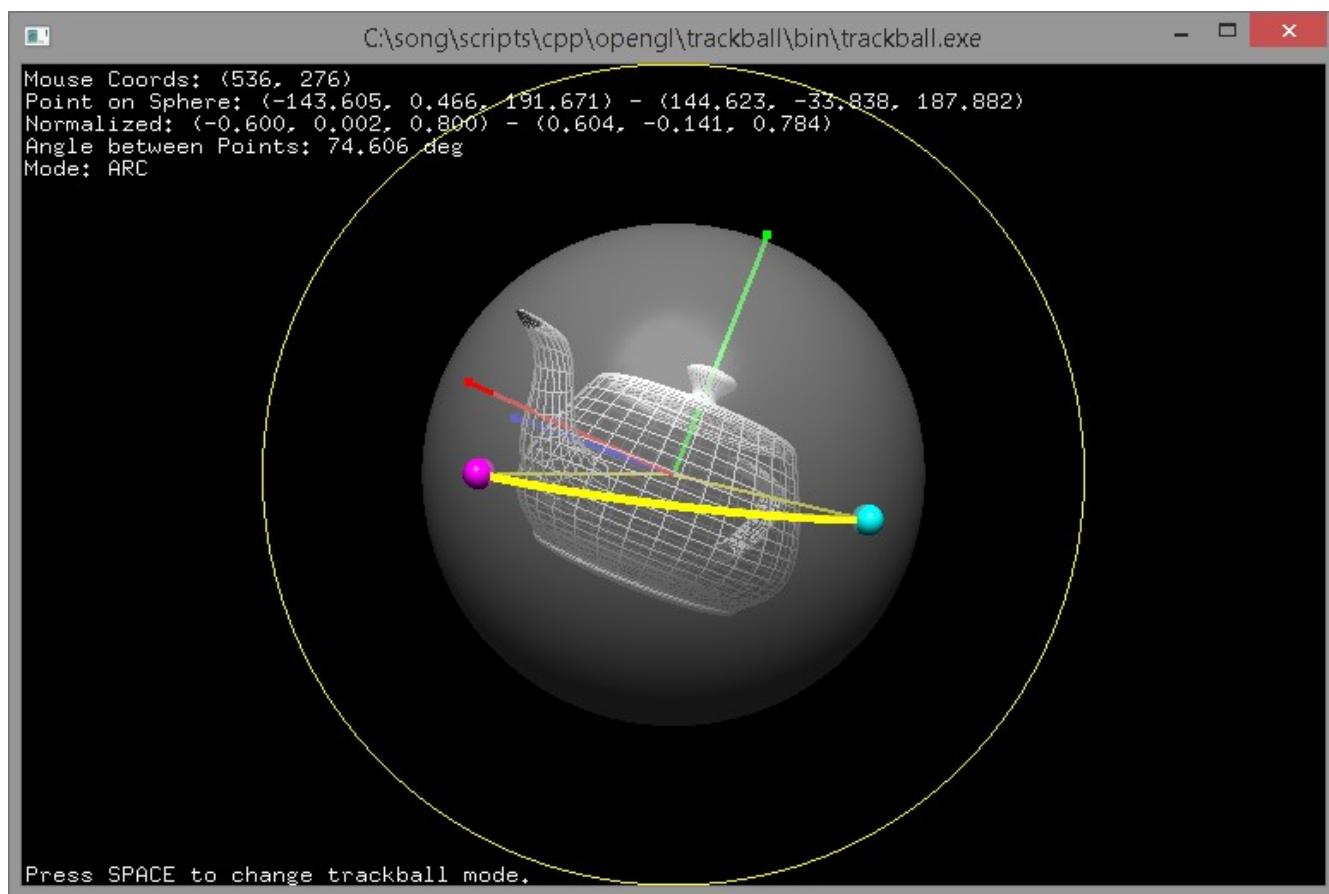 C:\song\scripts\cpp\opengl\trackball\bin\trackball.exe
Mouse Coords: (536, 276)
Point on Sphere: (-143.605, 0.466, 191.671) - (144.623, -33.838, 187.882)
Normalized: (-0.600, 0.002, 0.800) - (0.604, -0.141, 0.784)
Angle between Points: 74.606 deg
Mode: ARC
Press SPACE to change trackball mode.